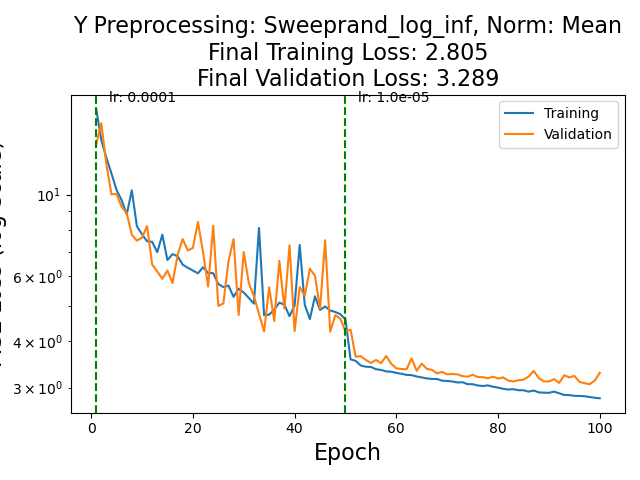 Y Preprocessing: Sweeprand_log_inf, Norm: Mean
Final Training Loss: 2.805
Final Validation Loss: 3.289
lr: 0.0001
lr: 1.0e-05
Training
Validation
10¹
6 × 10⁰
4 × 10⁰
3 × 10⁰
0
20
40
60
80
100
Epoch